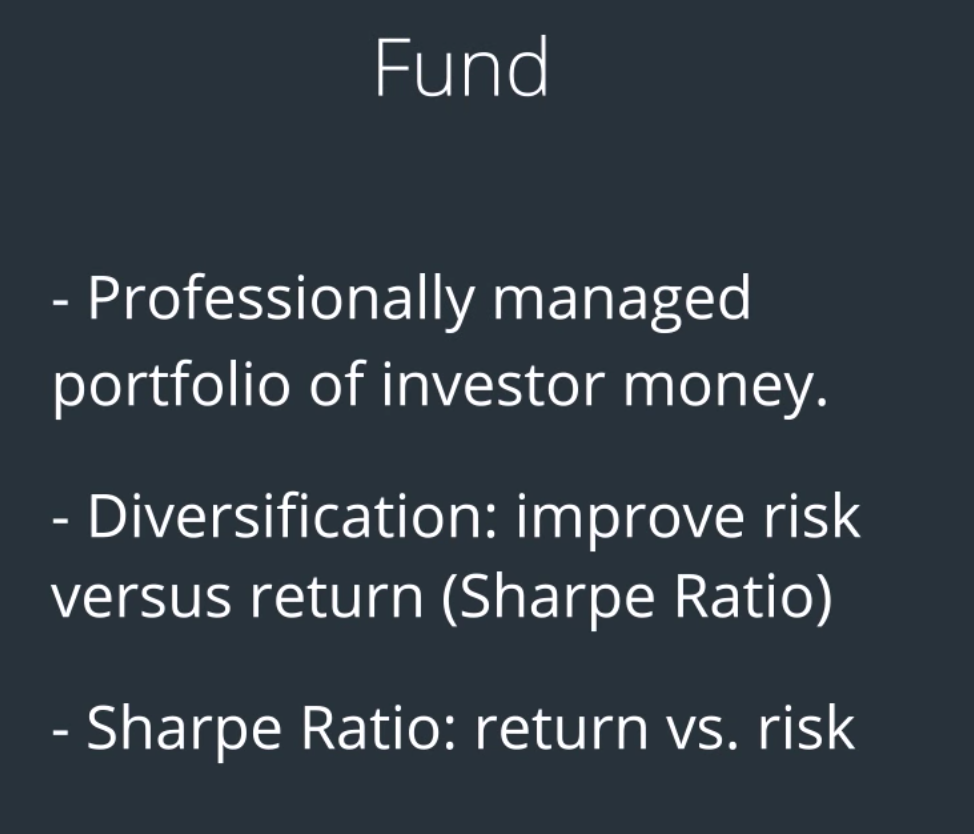 Fund
- Professionally managed
portfolio of investor money.
- Diversification: improve risk
versus return (Sharpe Ratio)
- Sharpe Ratio: return vs. risk